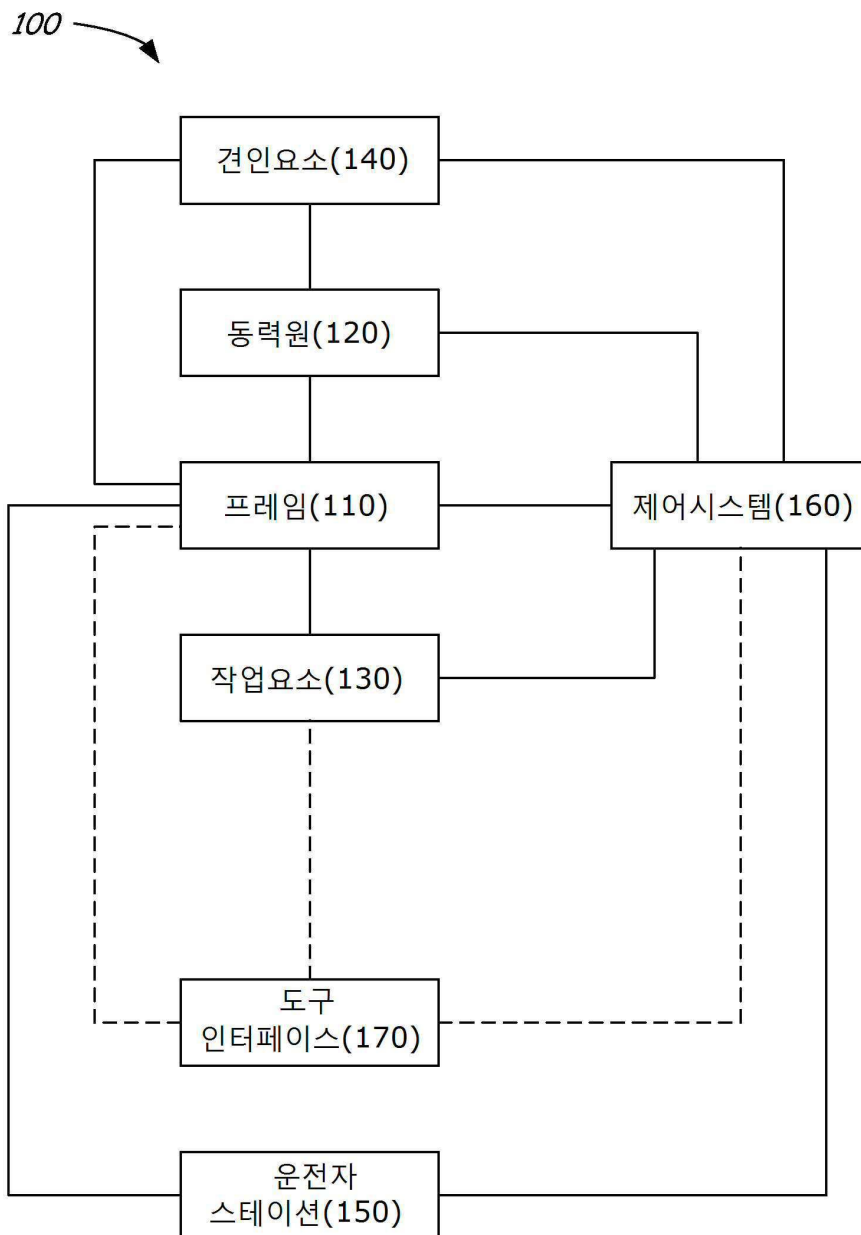 100
견인요소(140)
동력원(120)
프레임(110)
제어시스템(160)
작업요소(130)
도구
인터페이스(170)
운전자
스테이션(150)